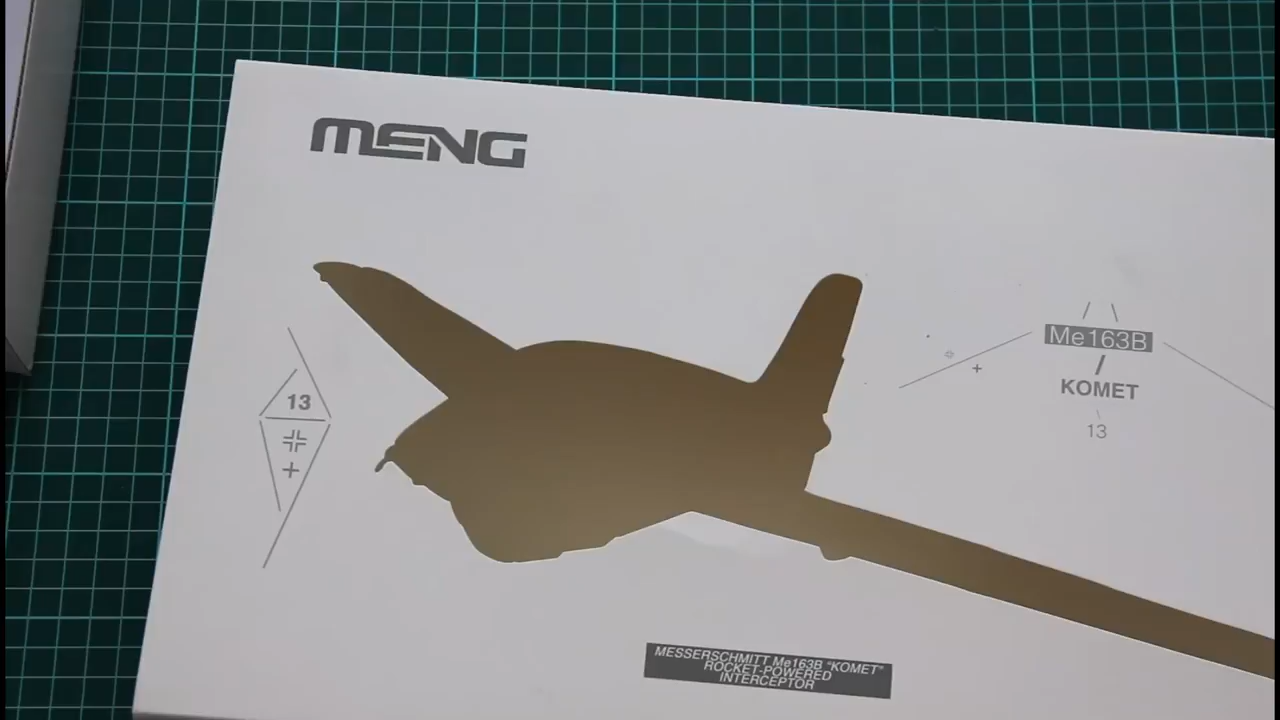 MENG
13
Me163B
/
KOMET
13
MESSERSCHMITT Me163B "KOMET"
ROCKET-POWERED
INTERCEPTOR